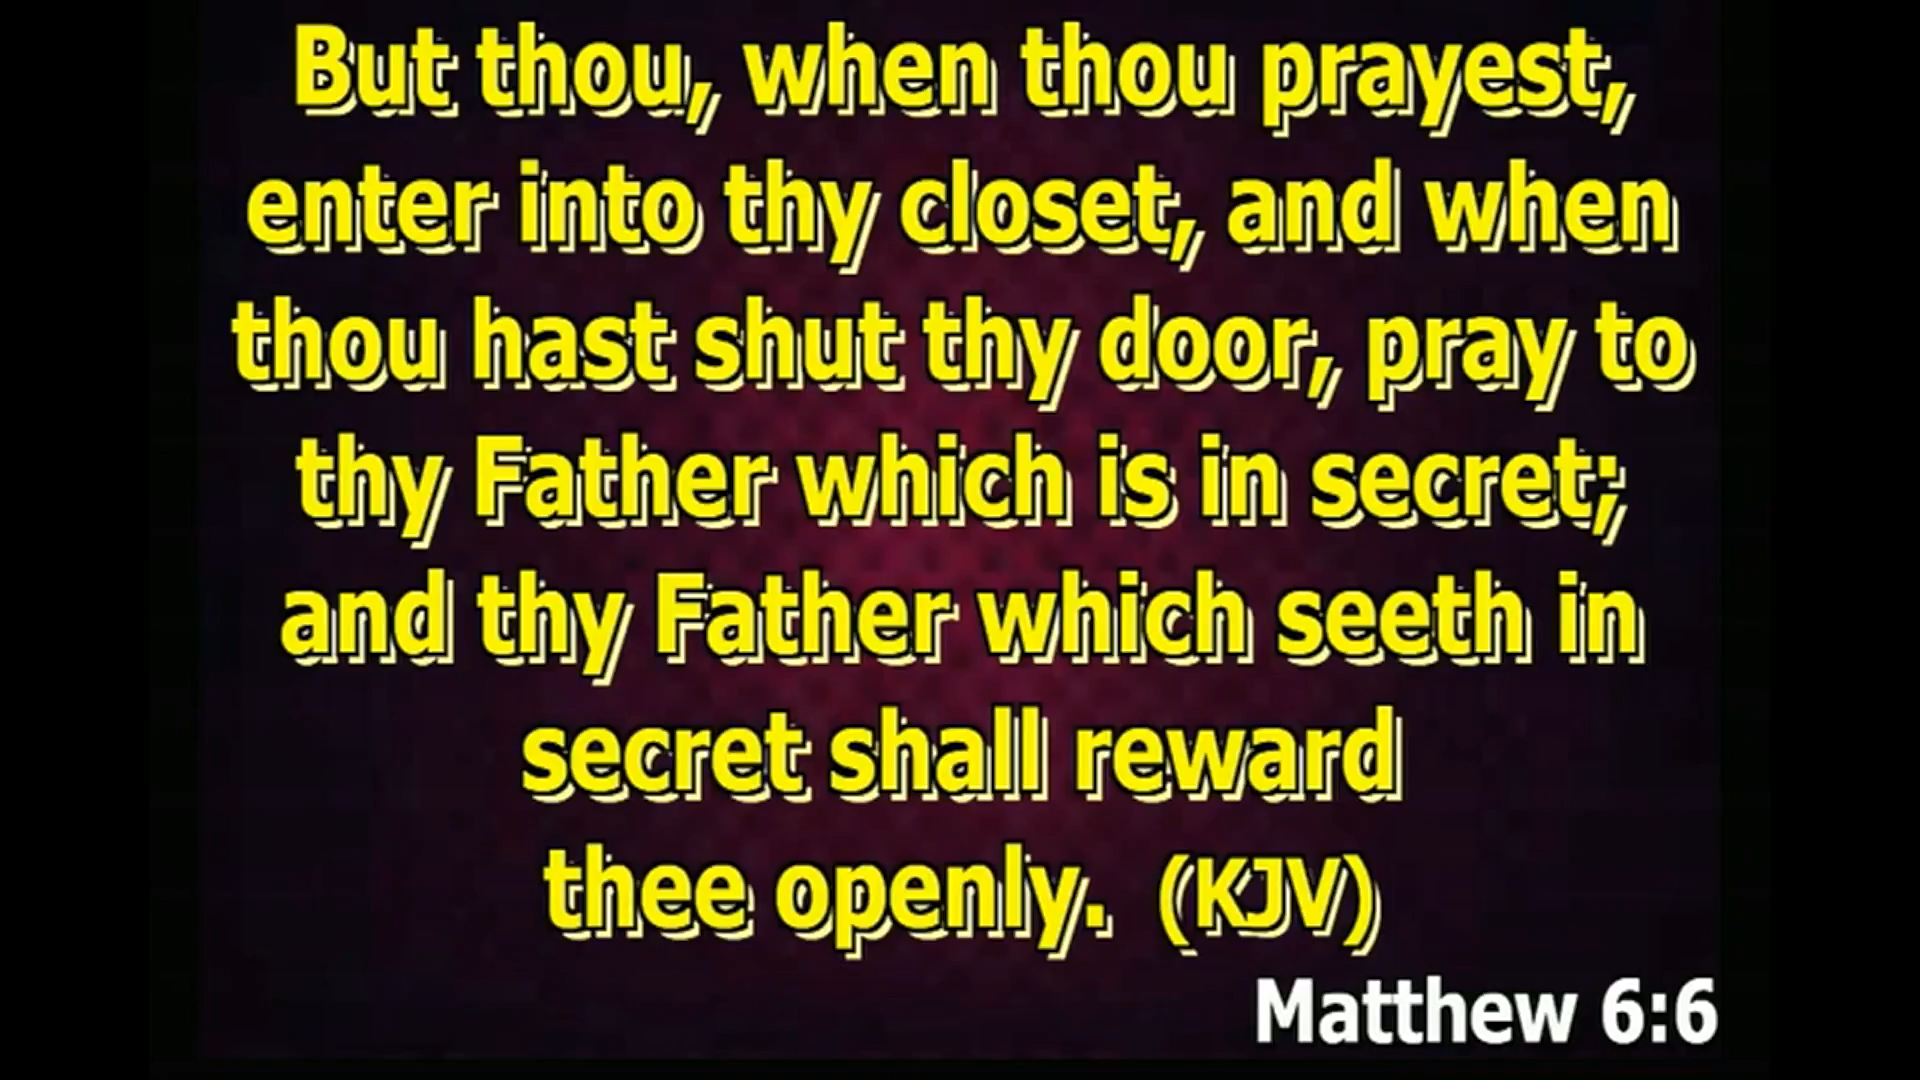 But thou, when thou prayest,
enter into thy closet, and when
thou hast shut thy door, pray to
thy Father which is in secret;
and thy Father which seeth in
secret shall reward
thee openly. (KJV)
Matthew 6:6